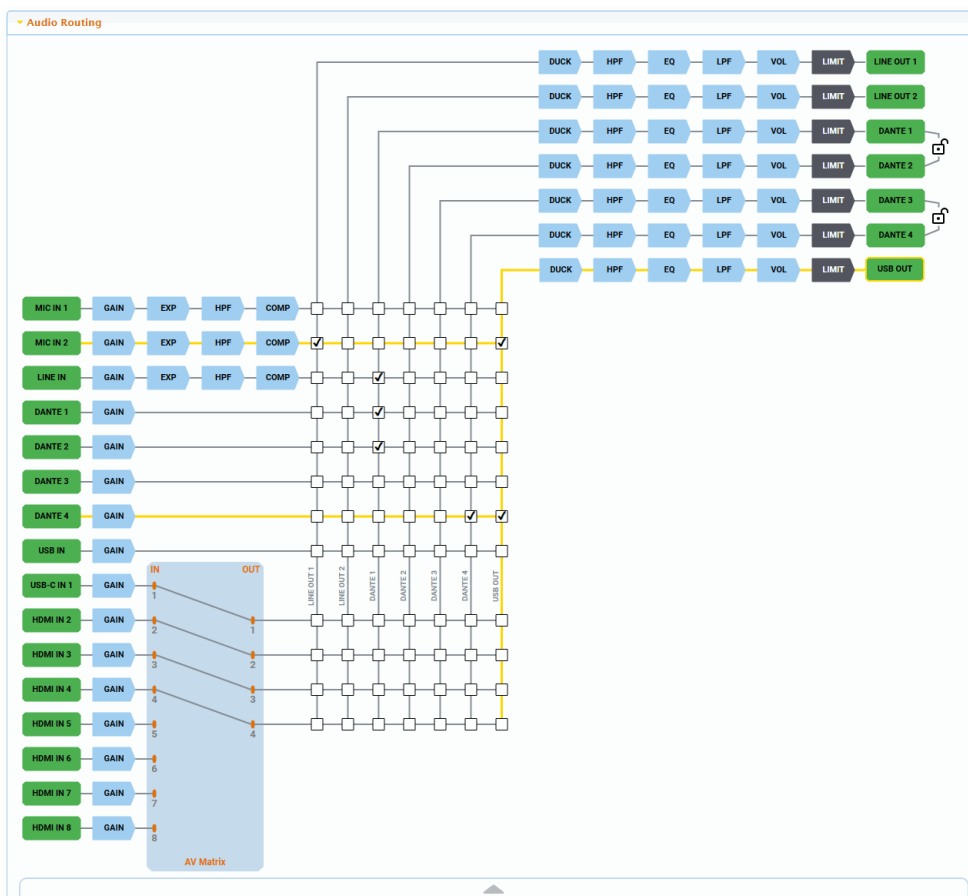 Audio Routing
DUCK HPF EQ LPF VOL LIMIT LINE OUT 1
DUCK HPF EQ LPF VOL LIMIT LINE OUT 2
DUCK HPF EQ LPF VOL LIMIT DANTE 1
DUCK HPF EQ LPF VOL LIMIT DANTE 2
DUCK HPF EQ LPF VOL LIMIT DANTE 3
DUCK HPF EQ LPF VOL LIMIT DANTE 4
DUCK HPF EQ LPF VOL LIMIT USB OUT
MIC IN 1 GAIN EXP HPF COMP
MIC IN 2 GAIN EXP HPF COMP
LINE IN GAIN EXP HPF COMP
DANTE 1 GAIN
DANTE 2 GAIN
DANTE 3 GAIN
DANTE 4 GAIN
USB IN GAIN
IN OUT
LINE OUT 1
LINE OUT 2
DANTE 1
DANTE 2
DANTE 3
DANTE 4
USB OUT
USB-C IN 1 GAIN 1
HDMI IN 2 GAIN 2 1
HDMI IN 3 GAIN 3 2
HDMI IN 4 GAIN 4 3
HDMI IN 5 GAIN 5 4
HDMI IN 6 GAIN 6
HDMI IN 7 GAIN 7
HDMI IN 8 GAIN 8
AV Matrix